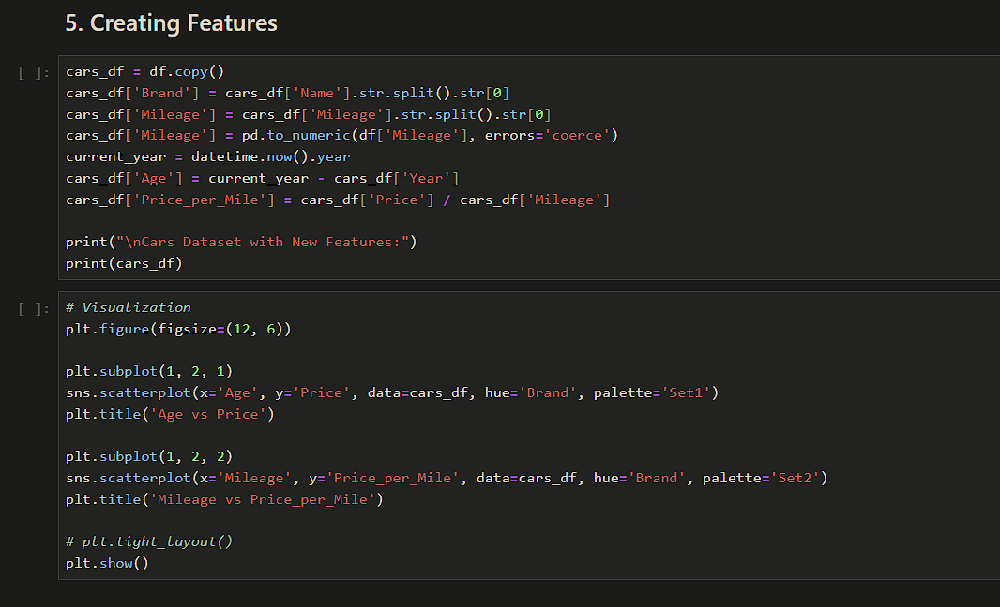 5. Creating Features
[ ]:
cars_df = df.copy()
cars_df['Brand'] = cars_df['Name'].str.split().str[0]
cars_df['Mileage'] = cars_df['Mileage'].str.split().str[0]
cars_df['Mileage'] = pd.to_numeric(df['Mileage'], errors='coerce')
current_year = datetime.now().year
cars_df['Age'] = current_year - cars_df['Year']
cars_df['Price_per_Mile'] = cars_df['Price'] / cars_df['Mileage']
print("\nCars Dataset with New Features:")
print(cars_df)
[ ]:
# Visualization
plt.figure(figsize=(12, 6))
plt.subplot(1, 2, 1)
sns.scatterplot(x='Age', y='Price', data=cars_df, hue='Brand', palette='Set1')
plt.title('Age vs Price')
plt.subplot(1, 2, 2)
sns.scatterplot(x='Mileage', y='Price_per_Mile', data=cars_df, hue='Brand', palette='Set2')
plt.title('Mileage vs Price_per_Mile')
# plt.tight_layout()
plt.show()